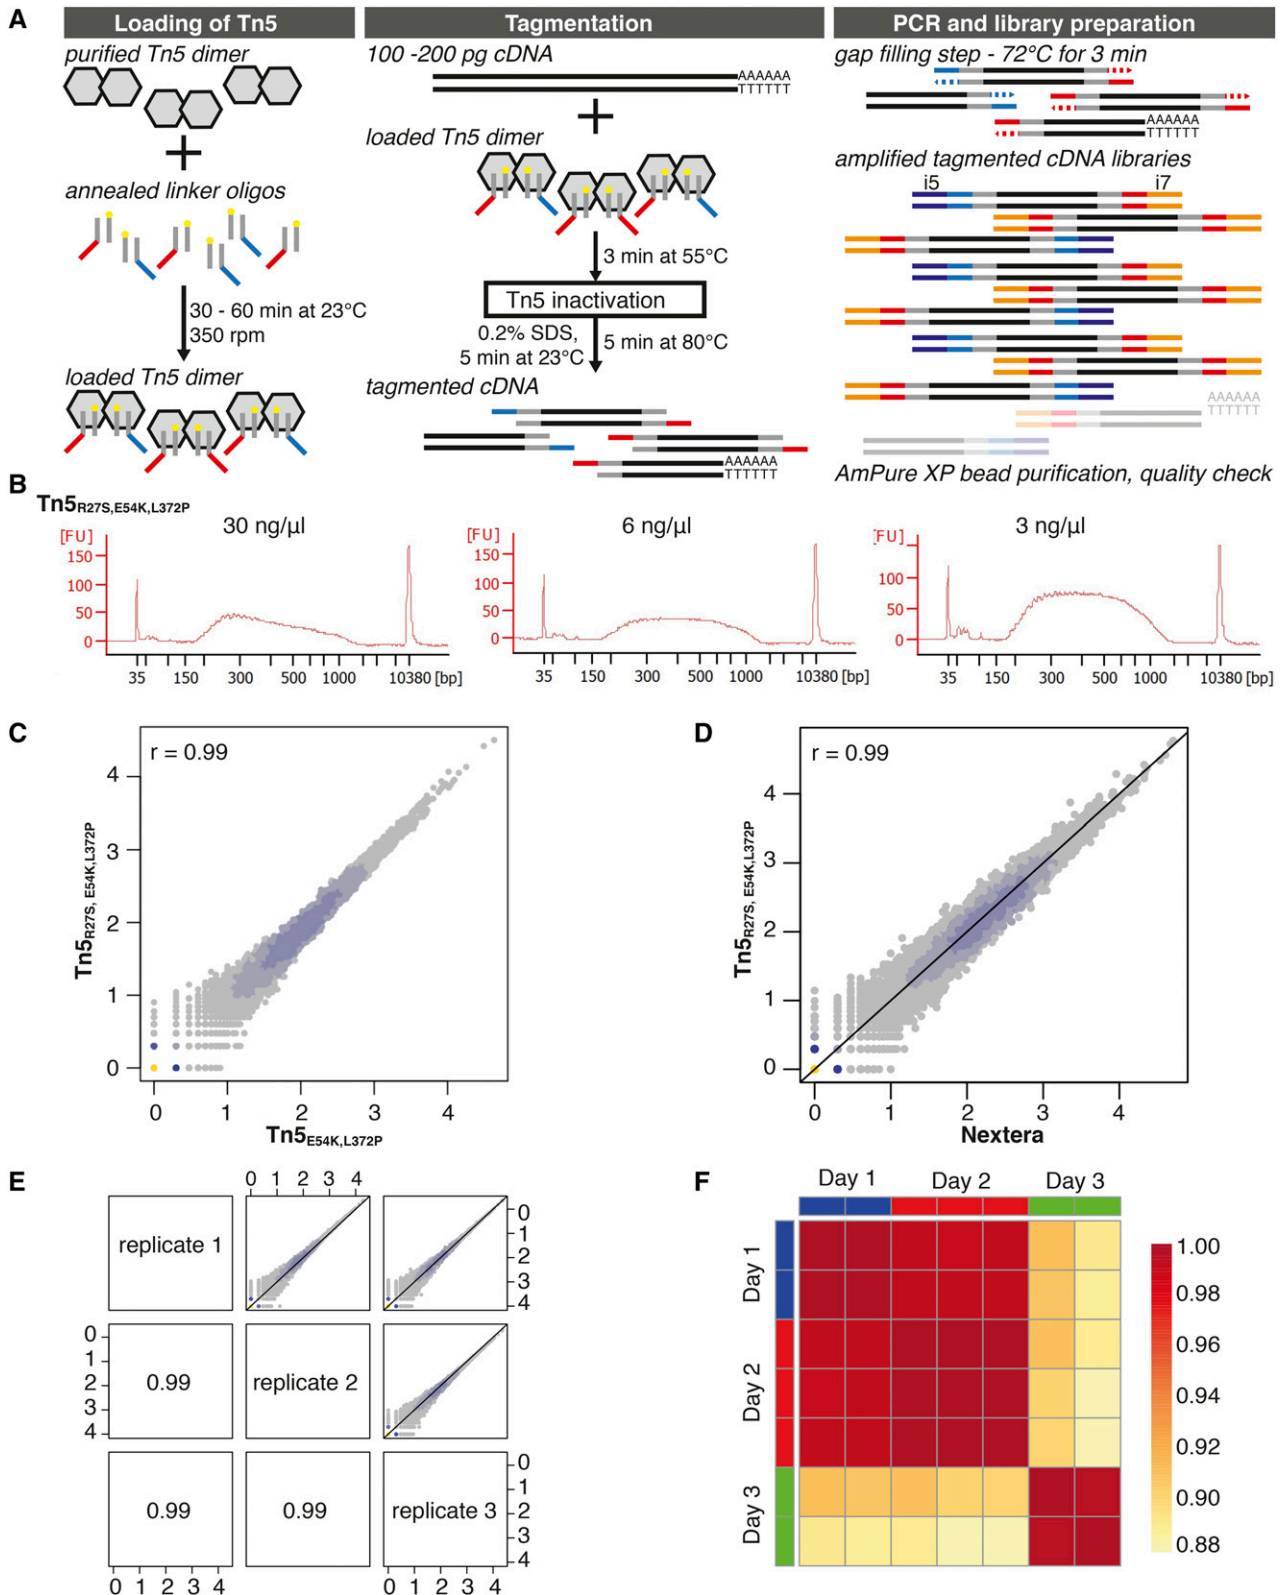 A
Loading of Tn5
purified Tn5 dimer
annealed linker oligos
30 - 60 min at 23°C
350 rpm
loaded Tn5 dimer
Tagmentation
100 -200 pg cDNA
AAAAAA
TTTTTT
loaded Tn5 dimer
3 min at 55°C
Tn5 inactivation
0.2% SDS,
5 min at 23°C
5 min at 80°C
tagmented cDNA
AAAAAA
TTTTTT
PCR and library preparation
gap filling step - 72°C for 3 min
AAAAAA
TTTTTT
amplified tagmented cDNA libraries
i5 i7
AAAAAA
TTTTTT
AmPure XP bead purification, quality check
B
Tn5R27S,E54K,L372P
30 ng/µl
[FU]
150
100
50
0
35 150 300 500 1000 10380 [bp]
6 ng/µl
[FU]
150
100
50
0
35 150 300 500 1000 10380 [bp]
3 ng/µl
[FU]
150
100
50
0
35 150 300 500 1000 10380 [bp]
C
r = 0.99
4
3
2
1
0
0 1 2 3 4
Tn5R27S, E54K,L372P
Tn5E54K,L372P
D
r = 0.99
4
3
2
1
0
0 1 2 3 4
Tn5R27S, E54K,L372P
Nextera
E
0 1 2 3 4
replicate 1
0
1
2
3
4
0
1
2
3
4
0.99
replicate 2
0.99
0.99
replicate 3
0
1
2
3
4
0 1 2 3 4
0 1 2 3 4
F
Day 1 Day 2 Day 3
Day 1
Day 2
Day 3
1.00
0.98
0.96
0.94
0.92
0.90
0.88